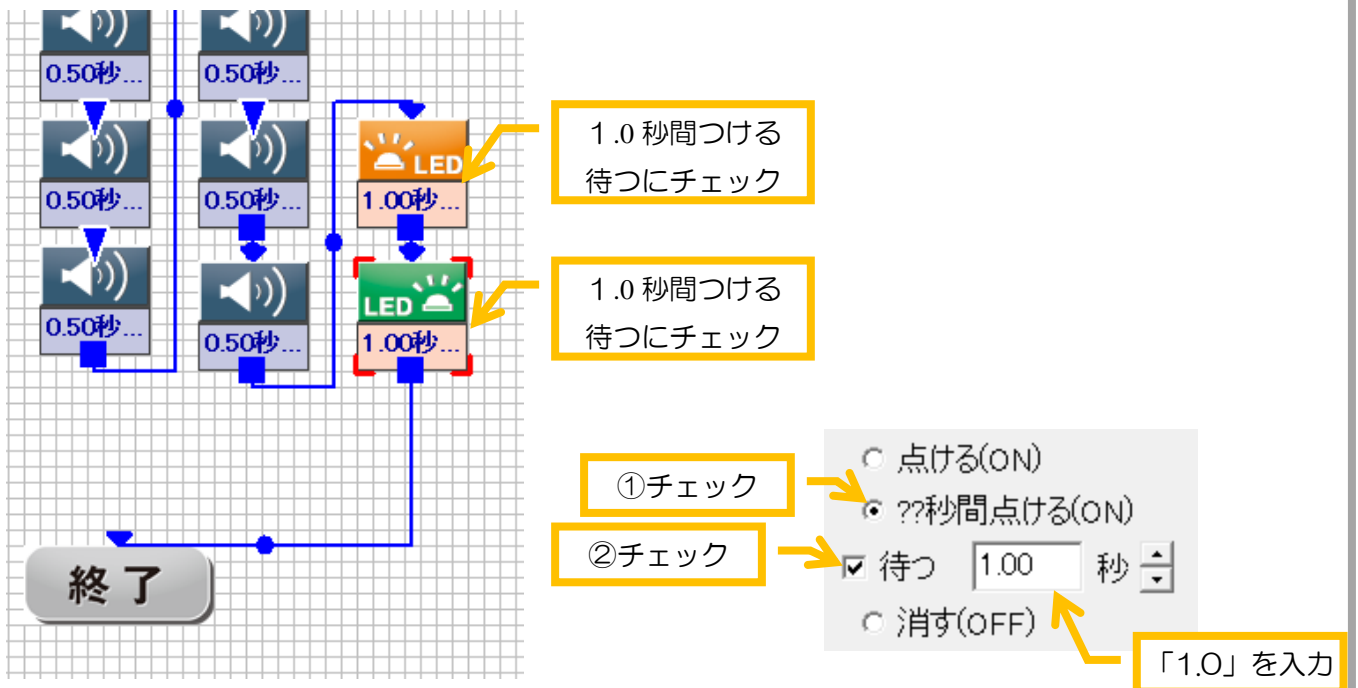 0.50秒...
0.50秒...
0.50秒...
0.50秒...
LED
1.00秒...
1.0 秒間つける
待つにチェック
0.50秒...
0.50秒...
LED
1.00秒...
1.0 秒間つける
待つにチェック
終了
①チェック
②チェック
点ける(ON)
??秒間点ける(ON)
待つ 1.00 秒
消す(OFF)
「1.0」を入力